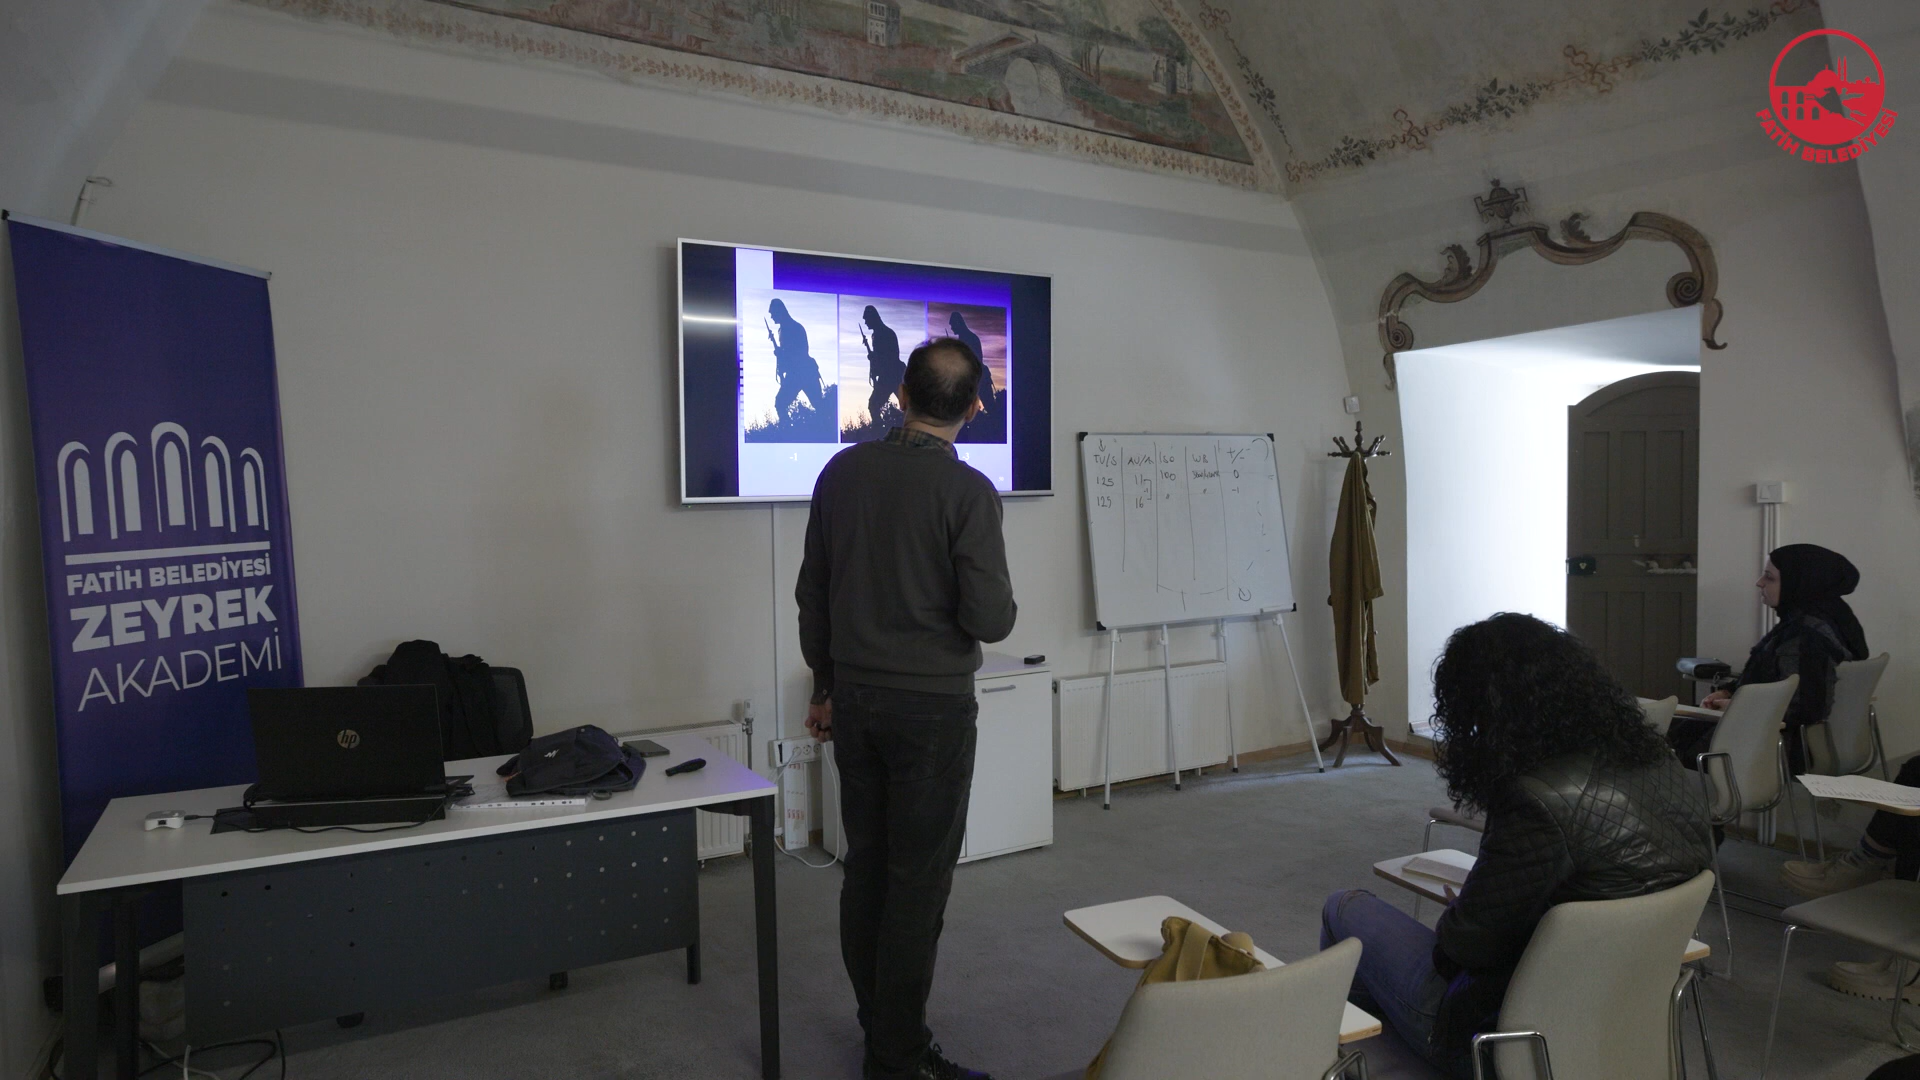 FATİH BELEDİYESİ
FATİH BELEDİYESİ
ZEYREK
AKADEMİ
hp
-1
TV/S AV/A ISO WB +/-
125 11 100 0
125 16 " " -1